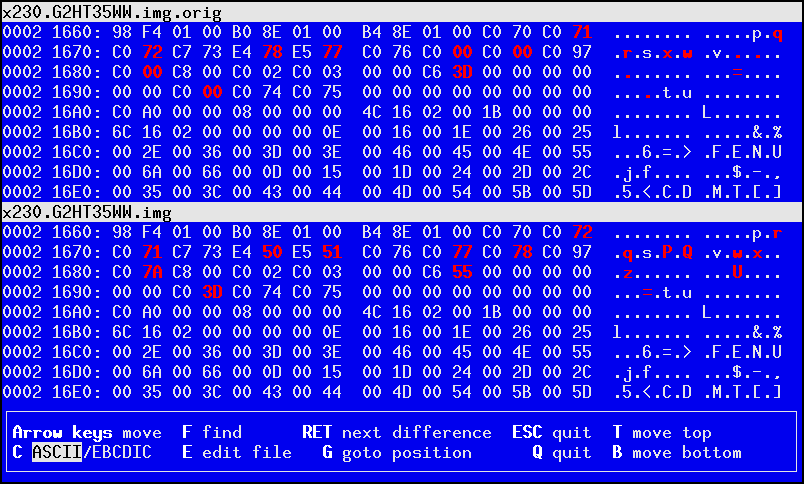 x230.G2HT35WW.img.orig
0002 1660: 98 F4 01 00 B0 8E 01 00  B4 8E 01 00 C0 70 C0 71  ........ .....p.q
0002 1670: C0 72 C7 73 E4 78 E5 77  C0 76 C0 00 C0 00 C0 97  .r.s.x.w .v......
0002 1680: C0 00 C8 00 C0 02 C0 03  00 00 C6 3D 00 00 00 00  ........ ...=....
0002 1690: 00 00 C0 00 C0 74 C0 75  00 00 00 00 00 00 00 00  .....t.u ........
0002 16A0: C0 A0 00 00 08 00 00 00  4C 16 02 00 1B 00 00 00  ........ L.......
0002 16B0: 6C 16 02 00 00 00 00 0E  00 16 00 1E 00 26 00 25  l....... .....&.%
0002 16C0: 00 2E 00 36 00 3D 00 3E  00 46 00 45 00 4E 00 55  ...6.=.> .F.E.N.U
0002 16D0: 00 6A 00 66 00 0D 00 15  00 1D 00 24 00 2D 00 2C  .j.f.... ...$.-.,
0002 16E0: 00 35 00 3C 00 43 00 44  00 4D 00 54 00 5B 00 5D  .5.<.C.D .M.T.[.]
x230.G2HT35WW.img
0002 1660: 98 F4 01 00 B0 8E 01 00  B4 8E 01 00 C0 70 C0 72  ........ .....p.r
0002 1670: C0 71 C7 73 E4 50 E5 51  C0 76 C0 77 C0 78 C0 97  .q.s.P.Q .v.w.x..
0002 1680: C0 7A C8 00 C0 02 C0 03  00 00 C6 55 00 00 00 00  .z...... ...U....
0002 1690: 00 00 C0 3D C0 74 C0 75  00 00 00 00 00 00 00 00  ...=.t.u ........
0002 16A0: C0 A0 00 00 08 00 00 00  4C 16 02 00 1B 00 00 00  ........ L.......
0002 16B0: 6C 16 02 00 00 00 00 0E  00 16 00 1E 00 26 00 25  l....... .....&.%
0002 16C0: 00 2E 00 36 00 3D 00 3E  00 46 00 45 00 4E 00 55  ...6.=.> .F.E.N.U
0002 16D0: 00 6A 00 66 00 0D 00 15  00 1D 00 24 00 2D 00 2C  .j.f.... ...$.-.,
0002 16E0: 00 35 00 3C 00 43 00 44  00 4D 00 54 00 5B 00 5D  .5.<.C.D .M.T.[.]
Arrow keys move  F find      RET next difference  ESC quit  T move top
C ASCII/EBCDIC   E edit file   G goto position      Q quit  B move bottom